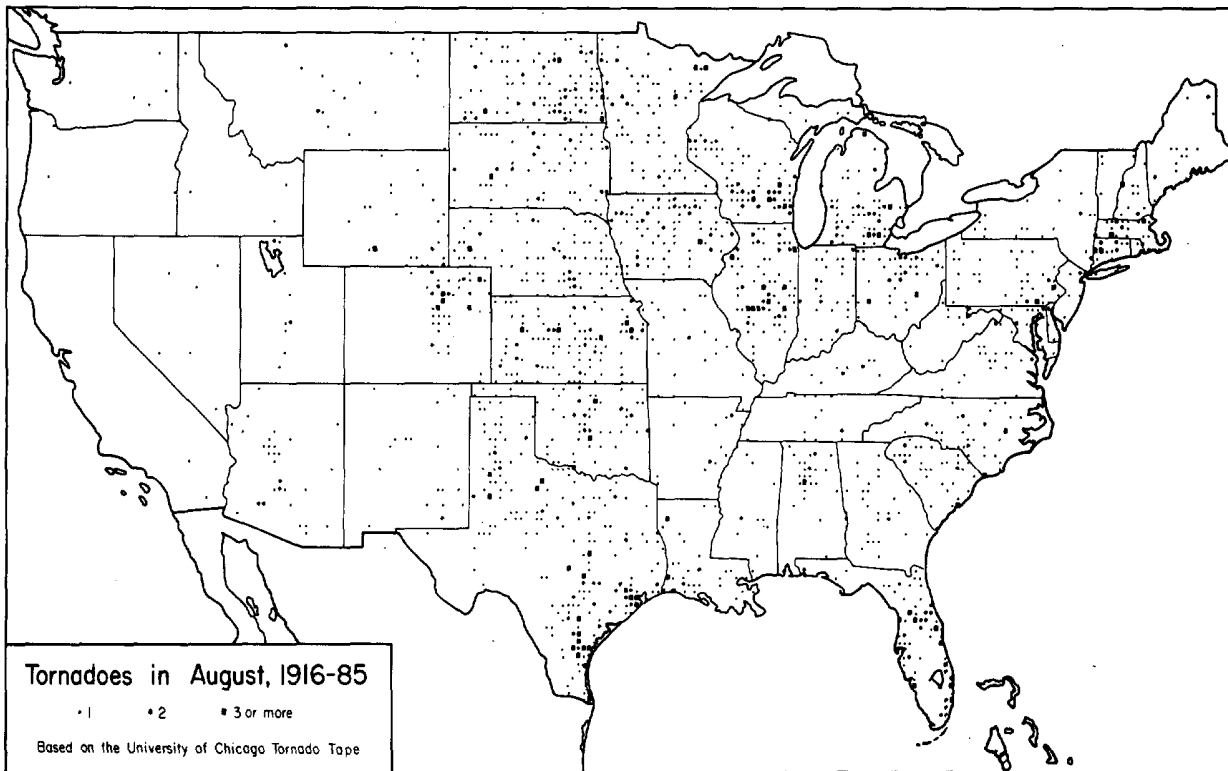 Tornadoes in August, 1916-85
1 2 3 or more
Based on the University of Chicago Tornado Tape